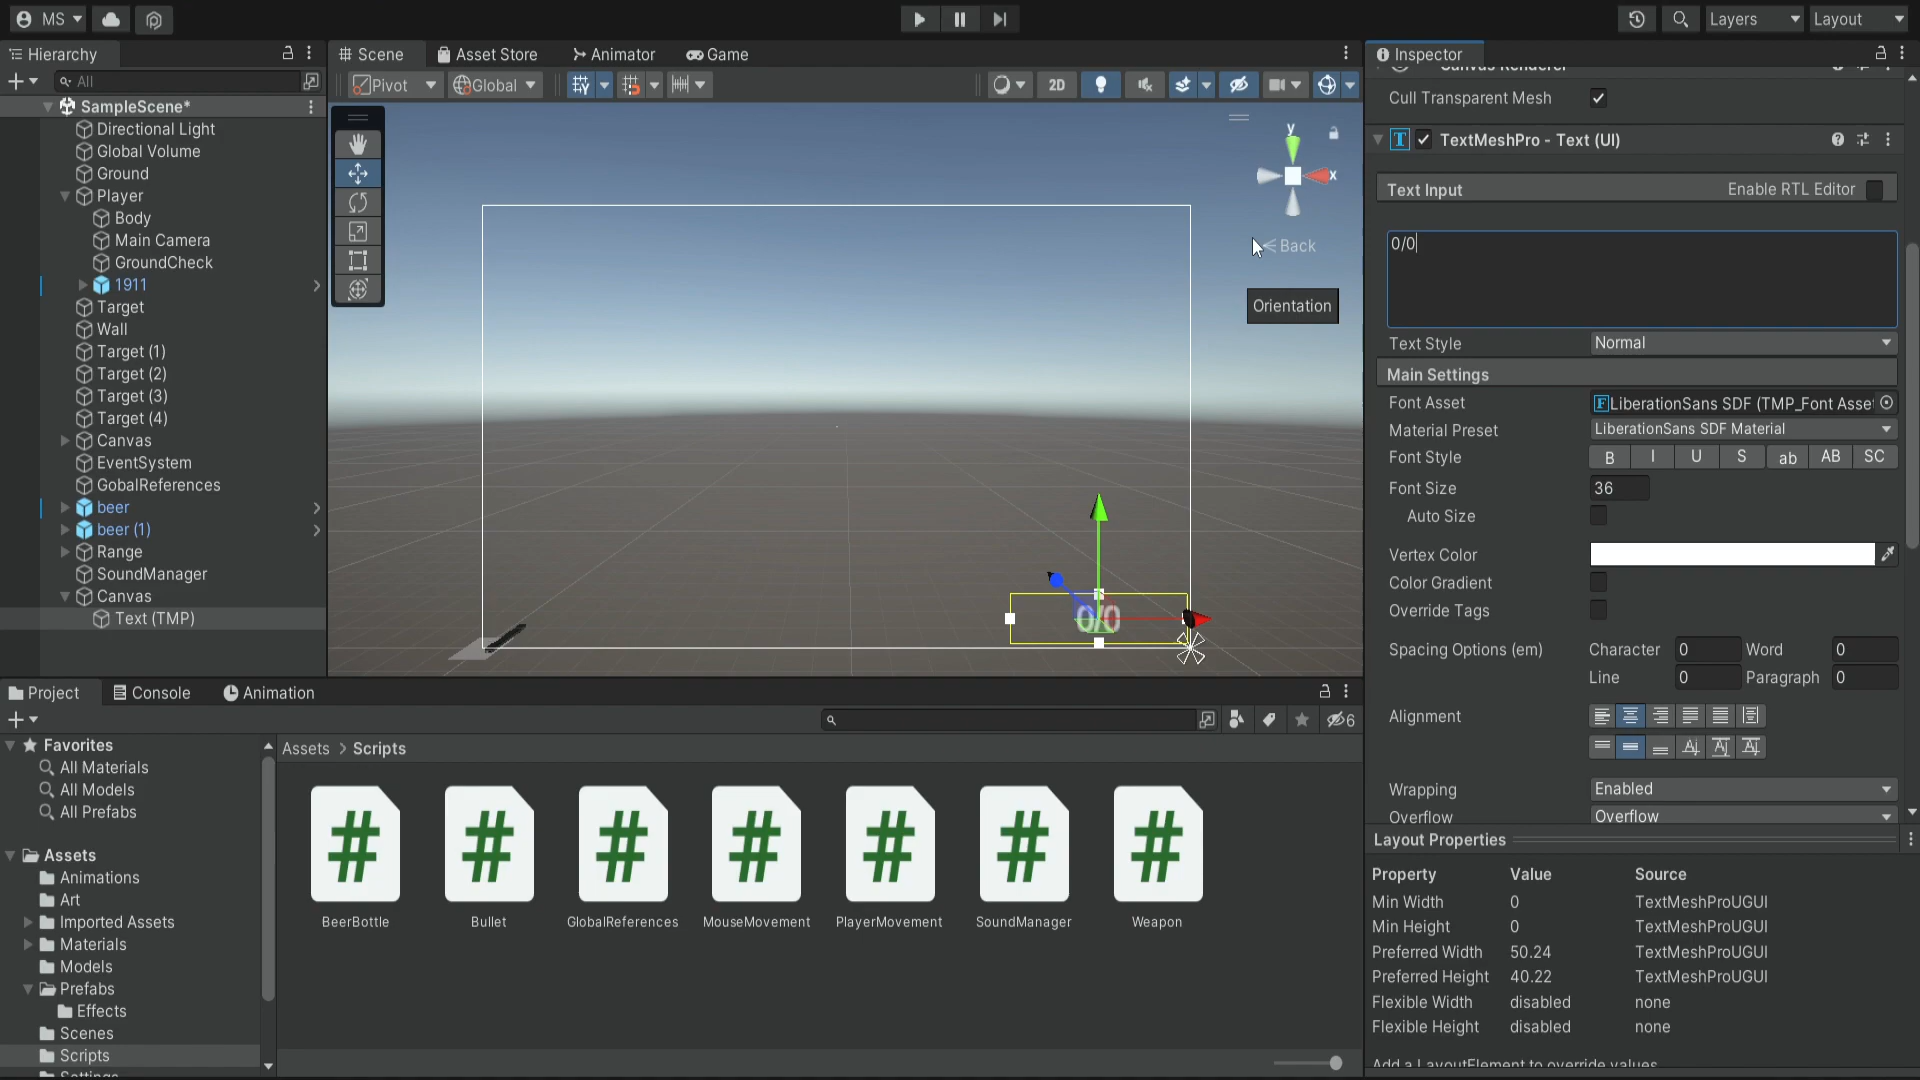 MS
Layers
Layout
Hierarchy
All
SampleScene*
Directional Light
Global Volume
Ground
Player
Body
Main Camera
GroundCheck
1911
Target
Wall
Target (1)
Target (2)
Target (3)
Target (4)
Canvas
EventSystem
GobalReferences
beer
beer (1)
Range
SoundManager
Canvas
Text (TMP)
Scene
Asset Store
Animator
Game
Pivot
Global
2D
y
x
Back
Orientation
0/0
Inspector
Canvas Renderer
Cull Transparent Mesh
TextMeshPro - Text (UI)
Text Input
Enable RTL Editor
0/0
Text Style
Normal
Main Settings
Font Asset
LiberationSans SDF (TMP_Font Asse
Material Preset
LiberationSans SDF Material
Font Style
B I U S ab AB SC
Font Size
36
Auto Size
Vertex Color
Color Gradient
Override Tags
Spacing Options (em)
Character 0 Word 0
Line 0 Paragraph 0
Alignment
Wrapping
Enabled
Overflow
Overflow
Layout Properties
Property Value Source
Min Width 0 TextMeshProUGUI
Min Height 0 TextMeshProUGUI
Preferred Width 50.24 TextMeshProUGUI
Preferred Height 40.22 TextMeshProUGUI
Flexible Width disabled none
Flexible Height disabled none
Add a LayoutElement to override values
Project
Console
Animation
6
Favorites
All Materials
All Models
All Prefabs
Assets
Animations
Art
Imported Assets
Materials
Models
Prefabs
Effects
Scenes
Scripts
Settings
Assets > Scripts
BeerBottle
Bullet
GlobalReferences
MouseMovement
PlayerMovement
SoundManager
Weapon